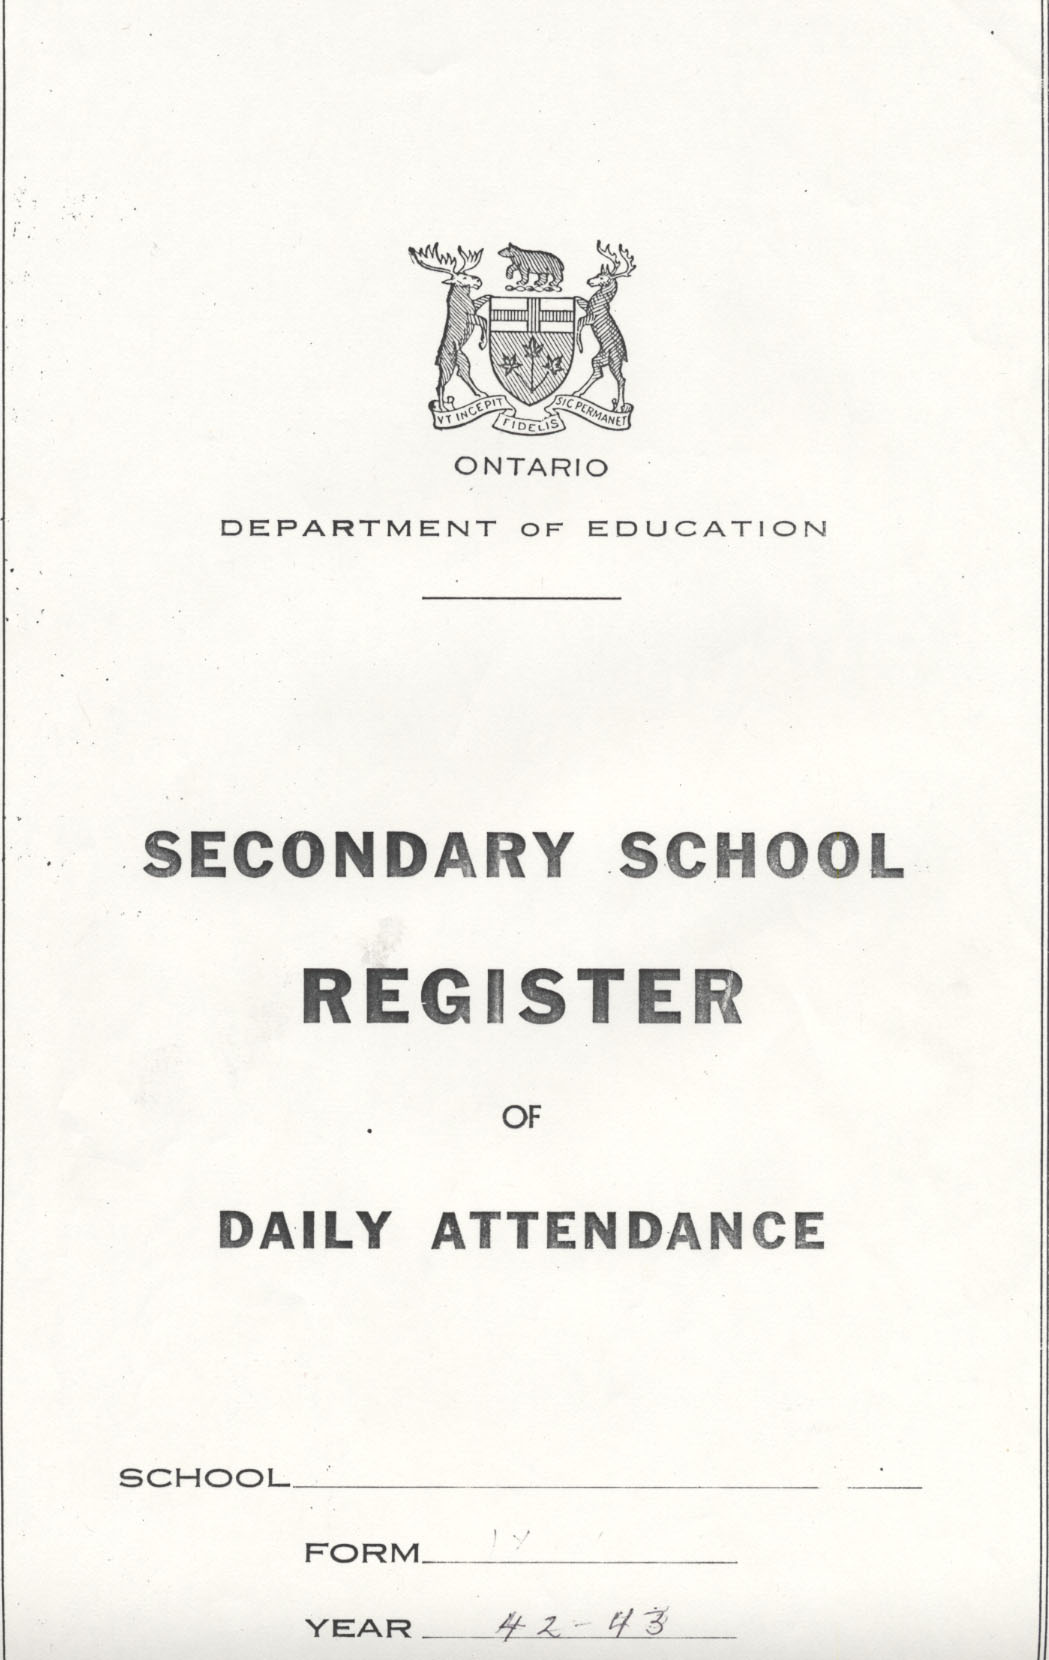 VT INCEPIT
FIDELIS
SIC PERMANET
ONTARIO
DEPARTMENT OF EDUCATION
SECONDARY SCHOOL
REGISTER
OF
DAILY ATTENDANCE
SCHOOL
FORM
YEAR 42-43